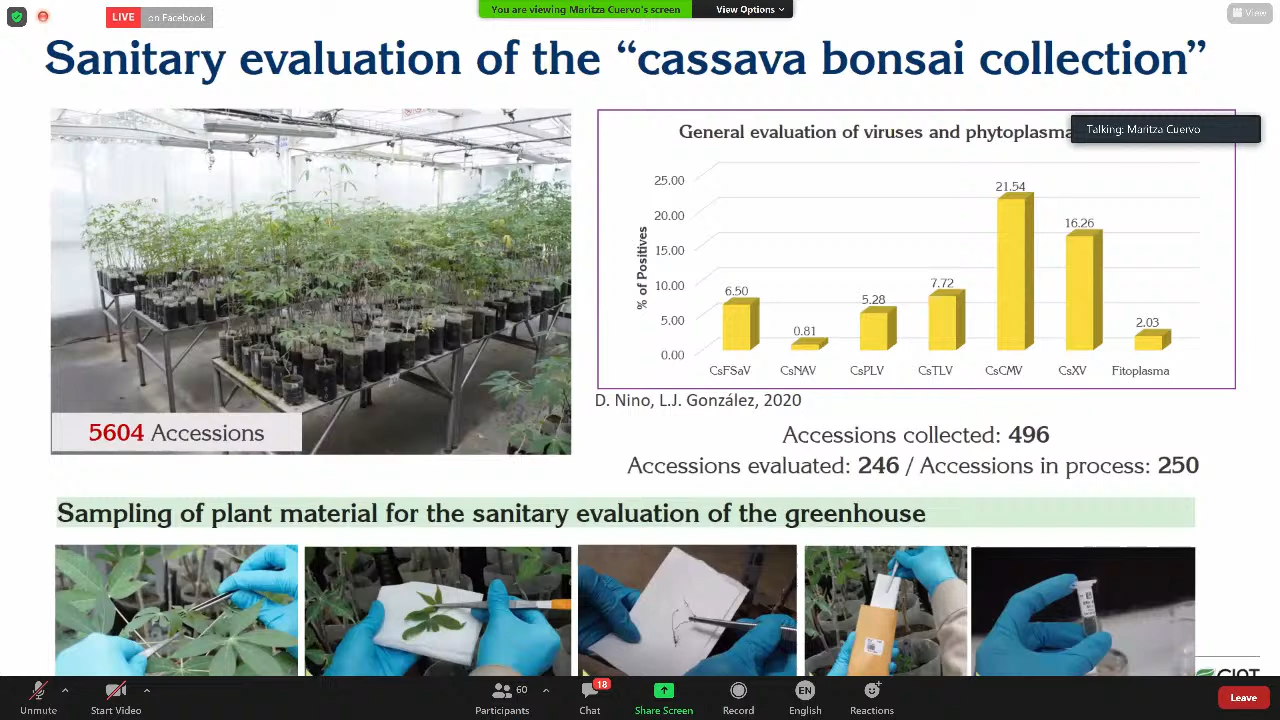 LIVE on Facebook
You are viewing Maritza Cuervo's screen
View Options
View
Sanitary evaluation of the “cassava bonsai collection”
General evaluation of viruses and phytoplasma
Talking: Maritza Cuervo
% of Positives
25.00
20.00
15.00
10.00
5.00
0.00
6.50
0.81
5.28
7.72
21.54
16.26
2.03
CsFSaV CsNAV CsPLV CsTLV CsCMV CsXV Fitoplasma
5604 Accessions
D. Nino, L.J. González, 2020
Accessions collected: 496
Accessions evaluated: 246 / Accessions in process: 250
Sampling of plant material for the sanitary evaluation of the greenhouse
CIAT
Unmute
Start Video
60
Participants
18
Chat
Share Screen
Record
EN
English
Reactions
Leave